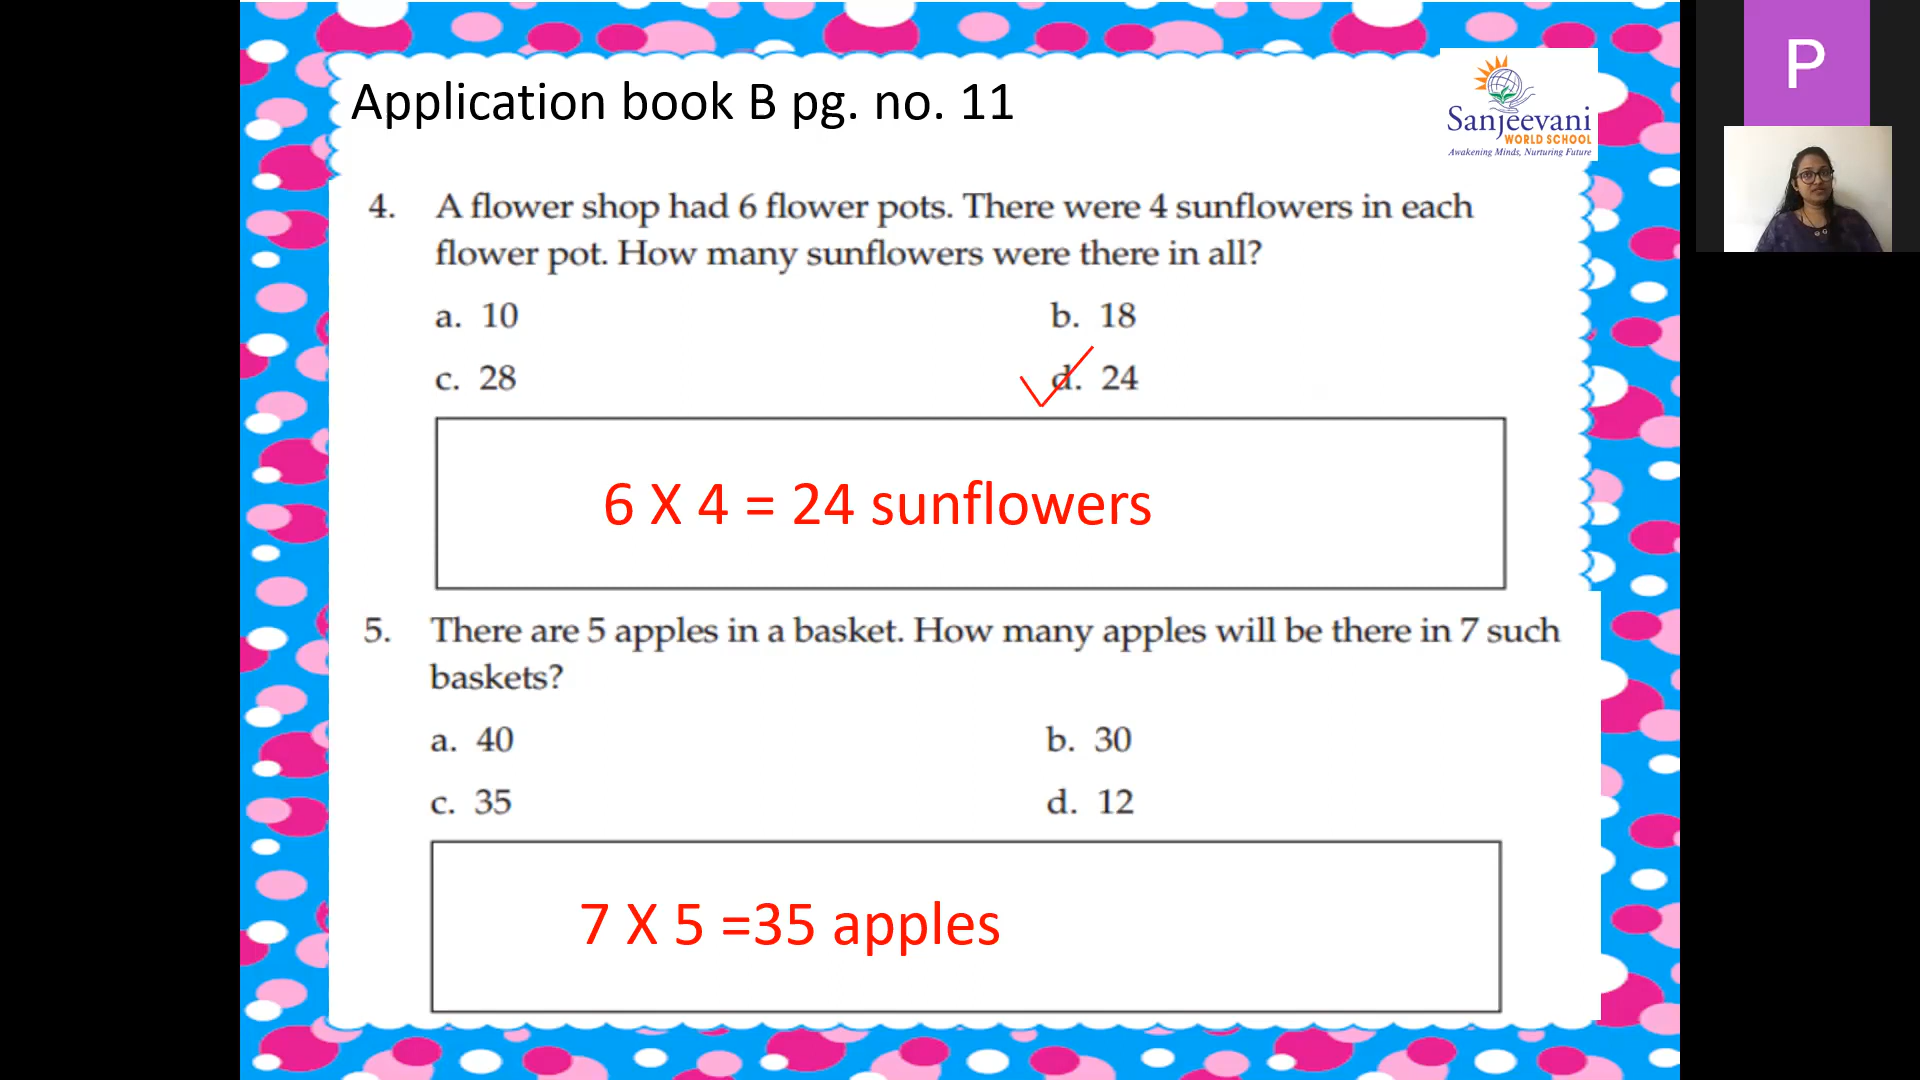 Application book B pg. no. 11
Sanjeevani
WORLD SCHOOL
Awakening Minds, Nurturing Future
P
4. A flower shop had 6 flower pots. There were 4 sunflowers in each
flower pot. How many sunflowers were there in all?
a. 10 b. 18
c. 28 d. 24
6 X 4 = 24 sunflowers
5. There are 5 apples in a basket. How many apples will be there in 7 such
baskets?
a. 40 b. 30
c. 35 d. 12
7 X 5 =35 apples